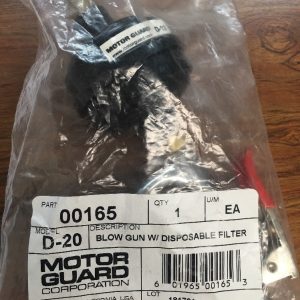 MOTOR GUARD
PART
00165
QTY
1
U/M
EA
MODEL
D-20
DESCRIPTION
BLOW GUN W/ DISPOSABLE FILTER
MOTOR
GUARD
CORPORATION
6 01965 00165 3
LOT